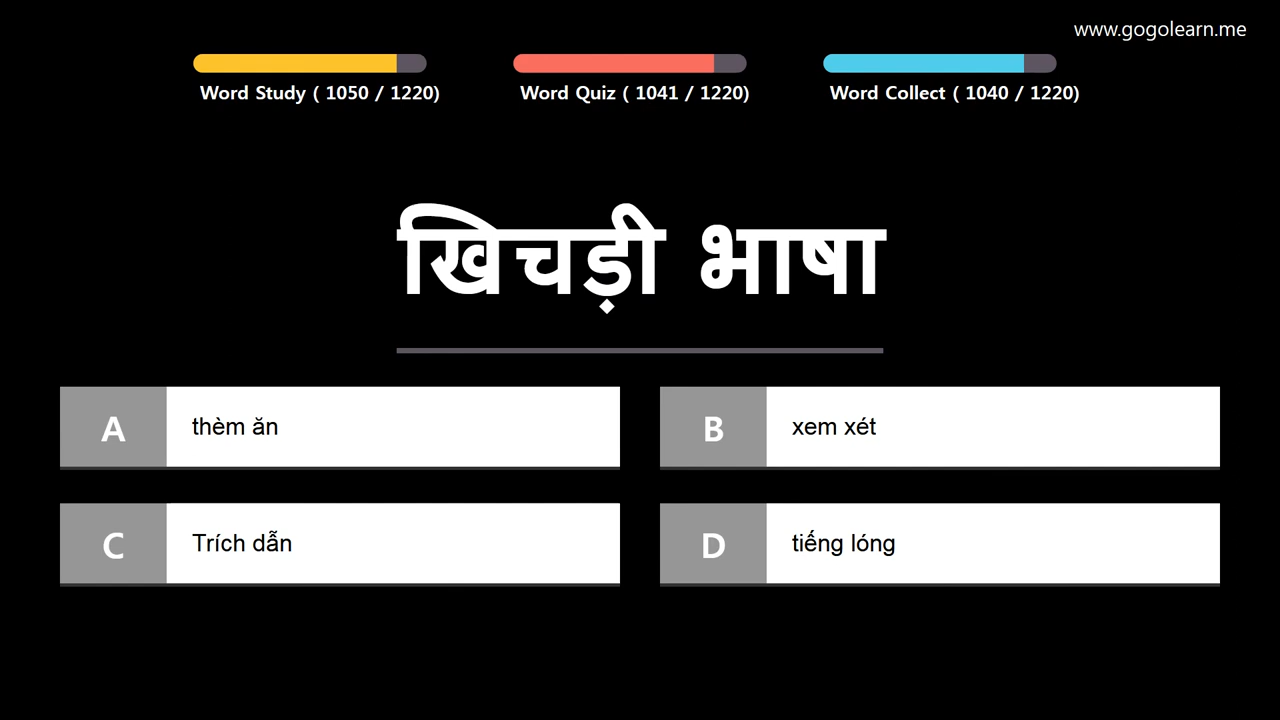 www.gogolearn.me
Word Study ( 1050 / 1220)
Word Quiz ( 1041 / 1220)
Word Collect ( 1040 / 1220)
खिचड़ी भाषा
A thèm ăn
B xem xét
C Trích dẫn
D tiếng lóng